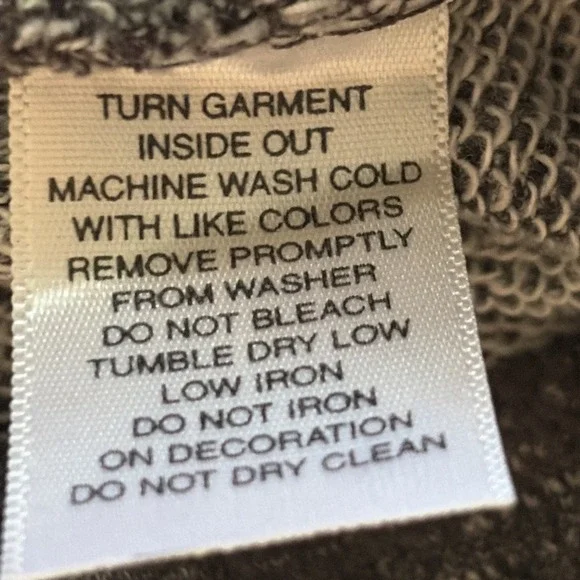 TURN GARMENT
INSIDE OUT
MACHINE WASH COLD
WITH LIKE COLORS
REMOVE PROMPTLY
FROM WASHER
DO NOT BLEACH
TUMBLE DRY LOW
LOW IRON
DO NOT IRON
ON DECORATION
DO NOT DRY CLEAN